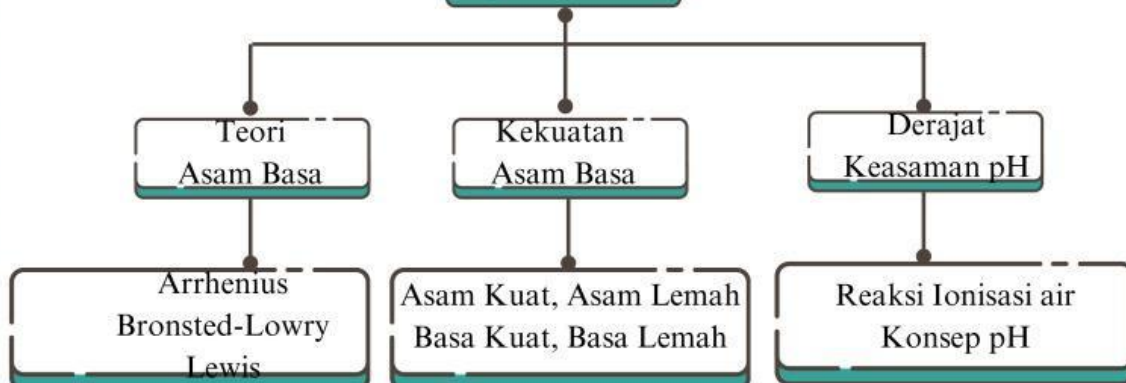 Teori
Asam Basa
Kekuatan
Asam Basa
Derajat
Keasaman pH
Arrhenius
Bronsted-Lowry
Lewis
Asam Kuat, Asam Lemah
Basa Kuat, Basa Lemah
Reaksi Ionisasi air
Konsep pH